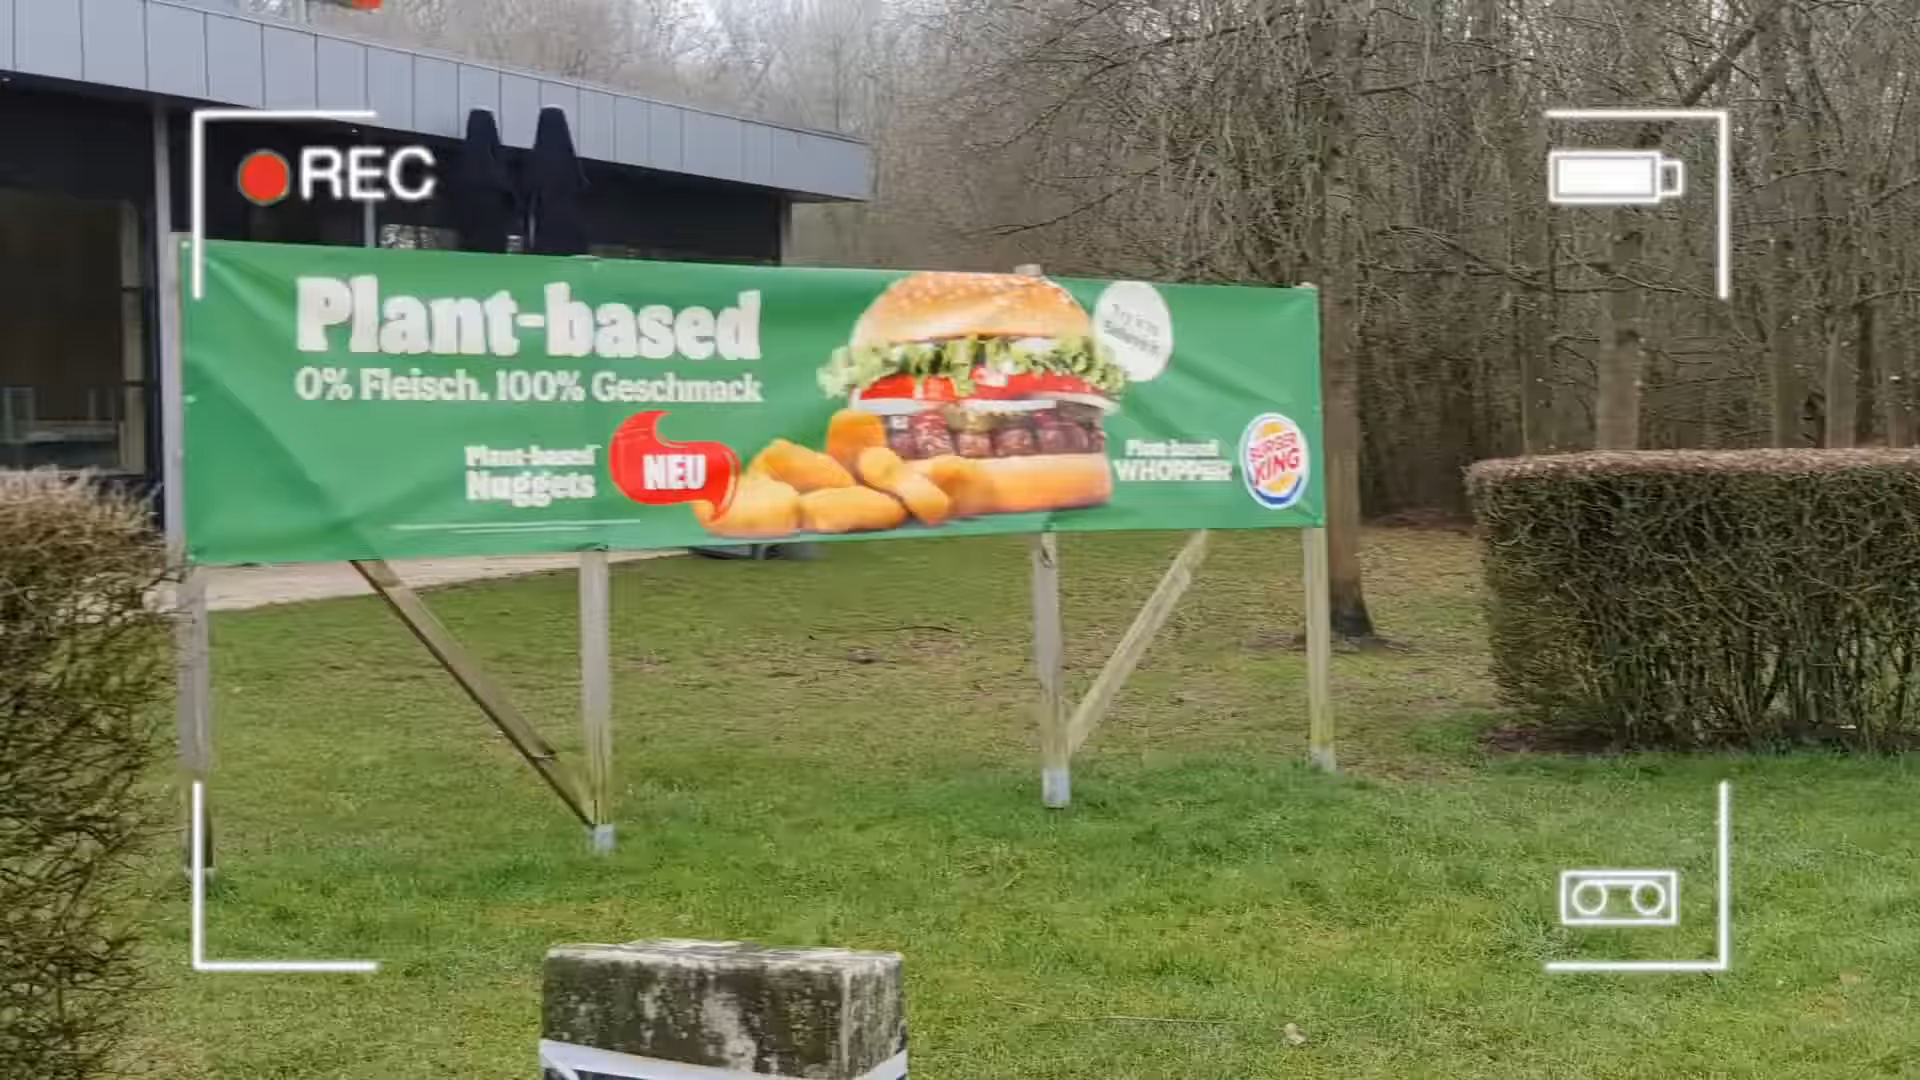 REC
Plant-based
0% Fleisch. 100% Geschmack
Plant-based
Nuggets
NEU
Plant-based
WHOPPER
BURGER
KING